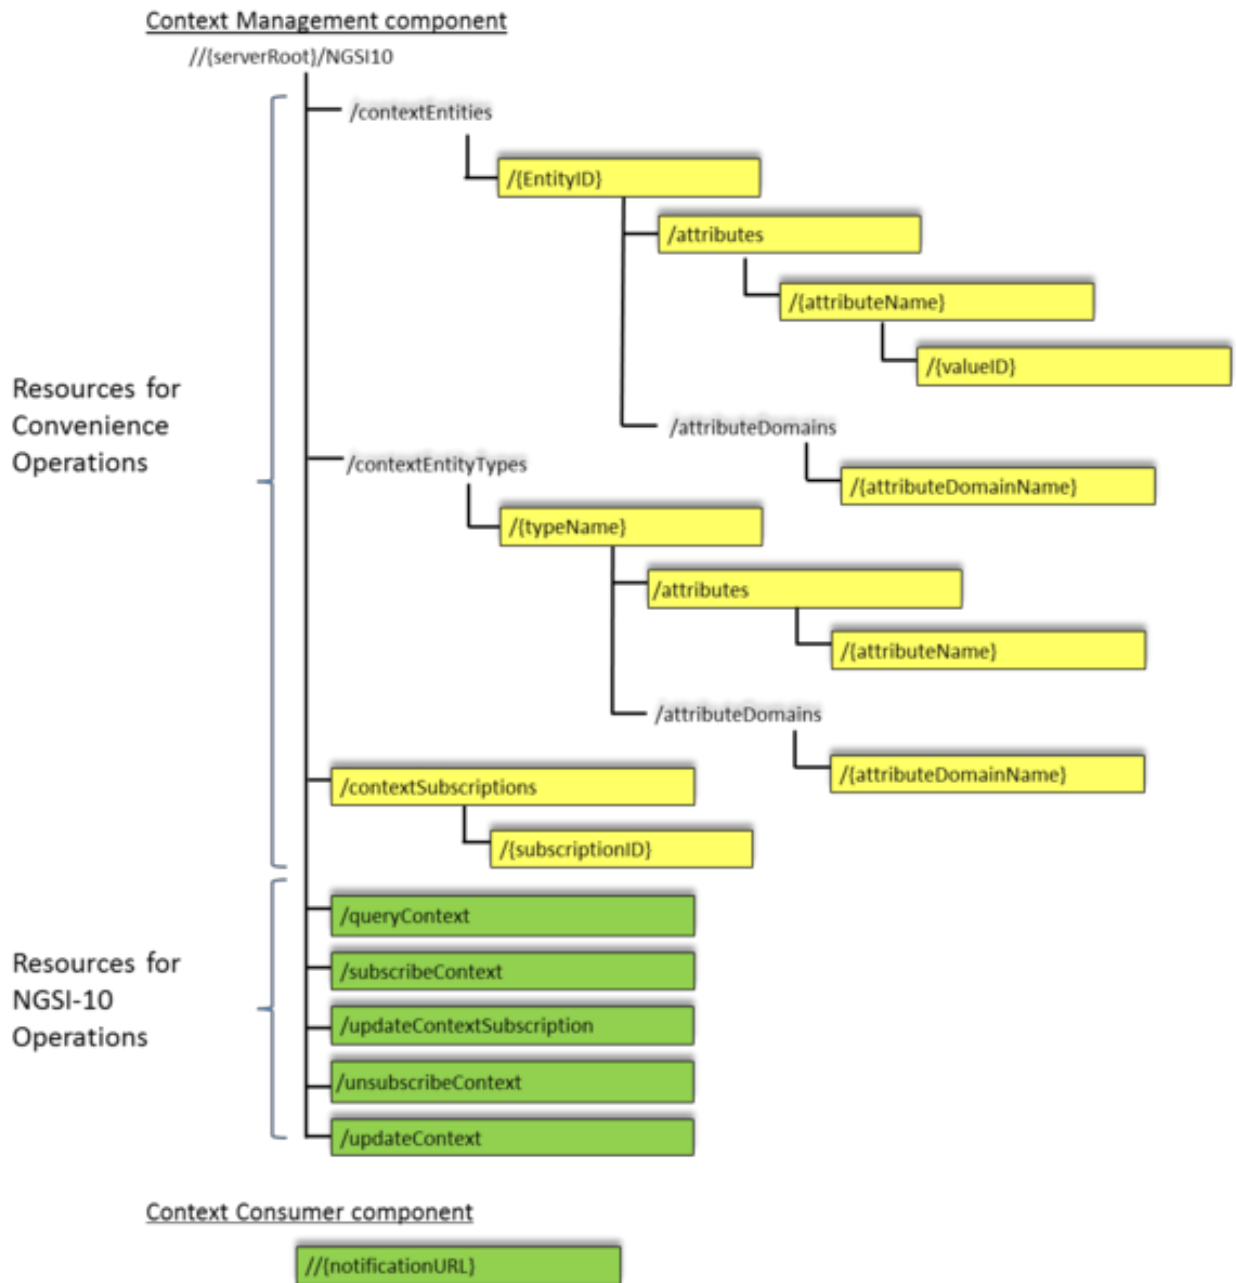 Context Management component
//{serverRoot}/NGSI10
/contextEntities
/{EntityID}
/attributes
/{attributeName}
/{valueID}
/attributeDomains
/{attributeDomainName}
Resources for
Convenience
Operations
/contextEntityTypes
/{typeName}
/attributes
/{attributeName}
/attributeDomains
/{attributeDomainName}
/contextSubscriptions
/{subscriptionID}
Resources for
NGSI-10
Operations
/queryContext
/subscribeContext
/updateContextSubscription
/unsubscribeContext
/updateContext
Context Consumer component
//{notificationURL}